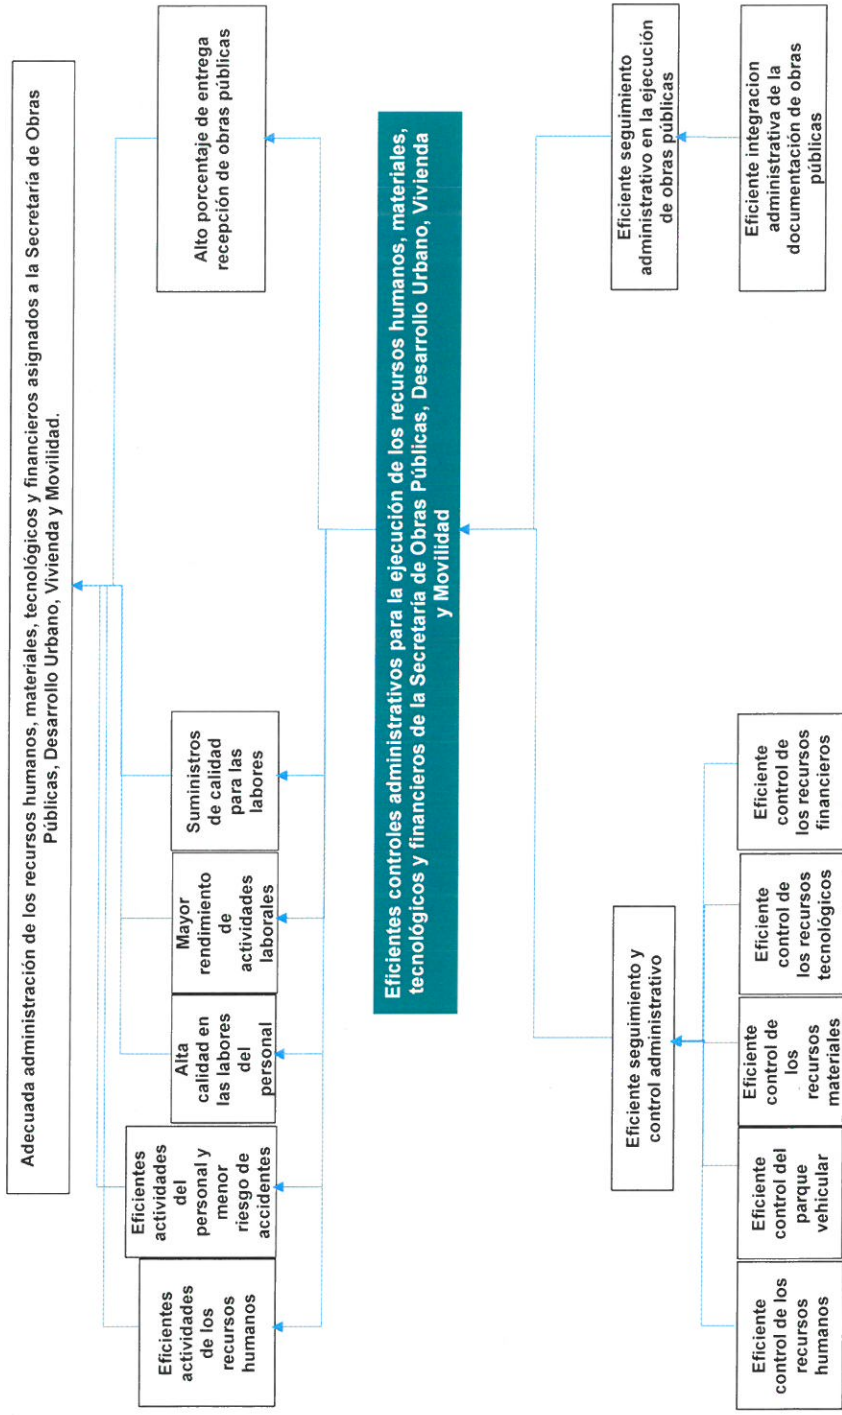 Adecuada administración de los recursos humanos, materiales, tecnológicos y financieros asignados a la Secretaría de Obras
Públicas, Desarrollo Urbano, Vivienda y Movilidad.
Eficientes
actividades
de los
recursos
humanos
Eficientes
actividades
del
personal y
menor
riesgo de
accidentes
Alta
calidad en
las labores
del
personal
Mayor
rendimiento
de
actividades
laborales
Suministros
de calidad
para las
labores
Alto porcentaje de entrega
recepción de obras públicas
Eficientes controles administrativos para la ejecución de los recursos humanos, materiales,
tecnológicos y financieros de la Secretaría de Obras Públicas, Desarrollo Urbano, Vivienda
y Movilidad
Eficiente seguimiento y
control administrativo
Eficiente seguimiento
administrativo en la ejecución
de obras públicas
Eficiente
control de los
recursos
humanos
Eficiente
control del
parque
vehicular
Eficiente
control de
los
recursos
materiales
Eficiente
control de
los recursos
tecnológicos
Eficiente
control de
los recursos
financieros
Eficiente integracion
administrativa de la
documentación de obras
públicas